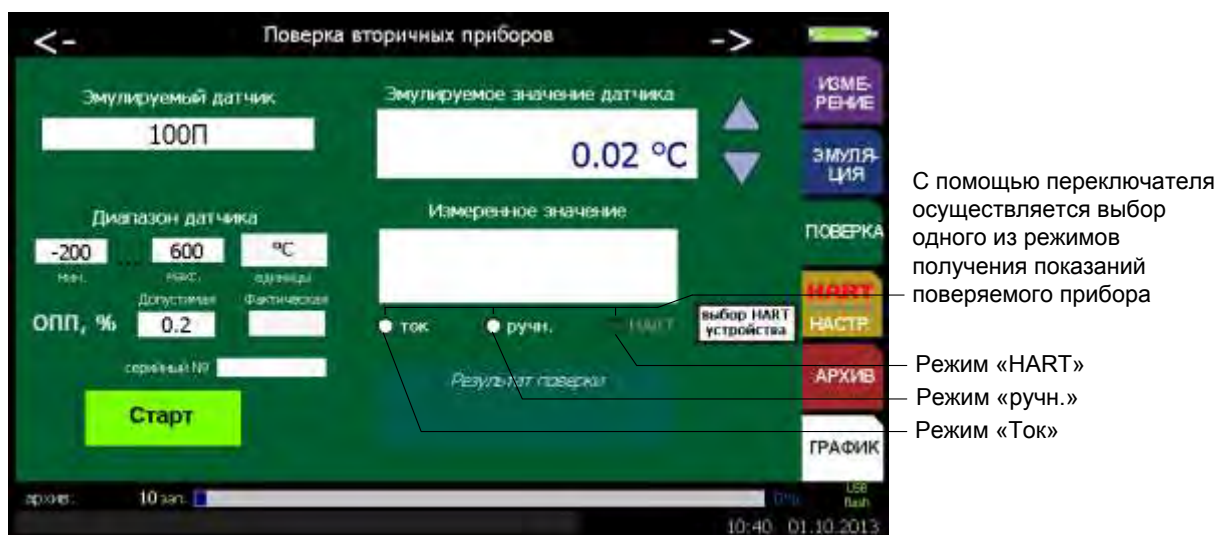 <- Поверка вторичных приборов ->
Эмулируемый датчик
100П
Эмулируемое значение датчика
0.02 °C
Диапазон датчика
-200 ... 600 °C
мин. макс. единицы
Допустимая Фактическая
ОПП, % 0.2
серийный №
Старт
Измеренное значение
ток ручн. HART
выбор HART
устройства
Результат поверки
ИЗМЕ-
РЕНИЕ
ЭМУЛЯ-
ЦИЯ
ПОВЕРКА
HART
НАСТР.
АРХИВ
ГРАФИК
архив: 10 зап. 0%
USB
flash
10:40 01.10.2013
С помощью переключателя
осуществляется выбор
одного из режимов
получения показаний
поверяемого прибора
Режим «HART»
Режим «ручн.»
Режим «Ток»